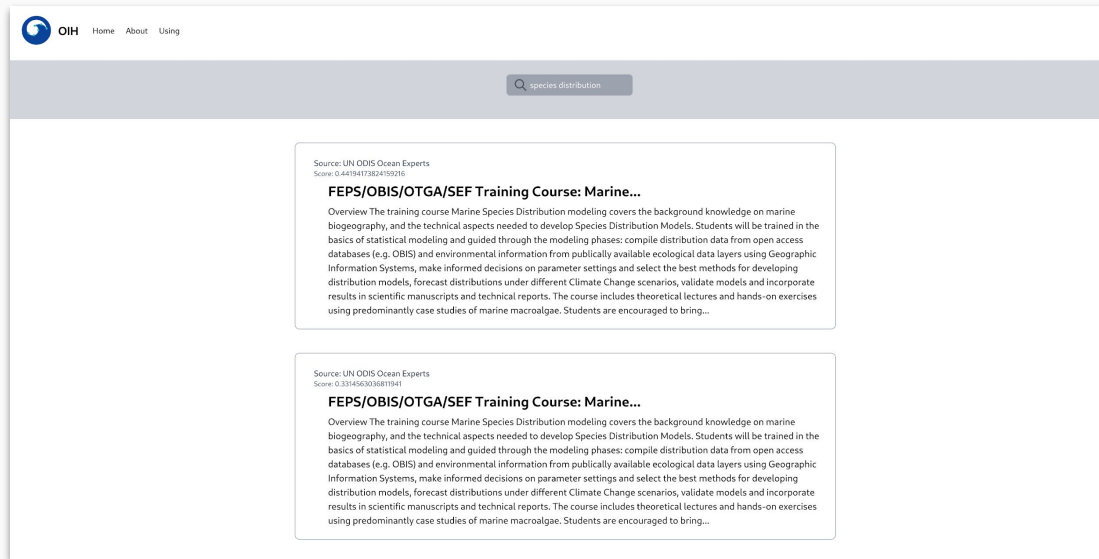 OIH Home About Using
species distribution
Source: UN ODIS Ocean Experts
Score: 0.44194173824159216
FEPS/OBIS/OTGA/SEF Training Course: Marine...
Overview The training course Marine Species Distribution modeling covers the background knowledge on marine
biogeography, and the technical aspects needed to develop Species Distribution Models. Students will be trained in the
basics of statistical modeling and guided through the modeling phases: compile distribution data from open access
databases (e.g. OBIS) and environmental information from publically available ecological data layers using Geographic
Information Systems, make informed decisions on parameter settings and select the best methods for developing
distribution models, forecast distributions under different Climate Change scenarios, validate models and incorporate
results in scientific manuscripts and technical reports. The course includes theoretical lectures and hands-on exercises
using predominantly case studies of marine macroalgae. Students are encouraged to bring...
Source: UN ODIS Ocean Experts
Score: 0.3314563036811941
FEPS/OBIS/OTGA/SEF Training Course: Marine...
Overview The training course Marine Species Distribution modeling covers the background knowledge on marine
biogeography, and the technical aspects needed to develop Species Distribution Models. Students will be trained in the
basics of statistical modeling and guided through the modeling phases: compile distribution data from open access
databases (e.g. OBIS) and environmental information from publically available ecological data layers using Geographic
Information Systems, make informed decisions on parameter settings and select the best methods for developing
distribution models, forecast distributions under different Climate Change scenarios, validate models and incorporate
results in scientific manuscripts and technical reports. The course includes theoretical lectures and hands-on exercises
using predominantly case studies of marine macroalgae. Students are encouraged to bring...